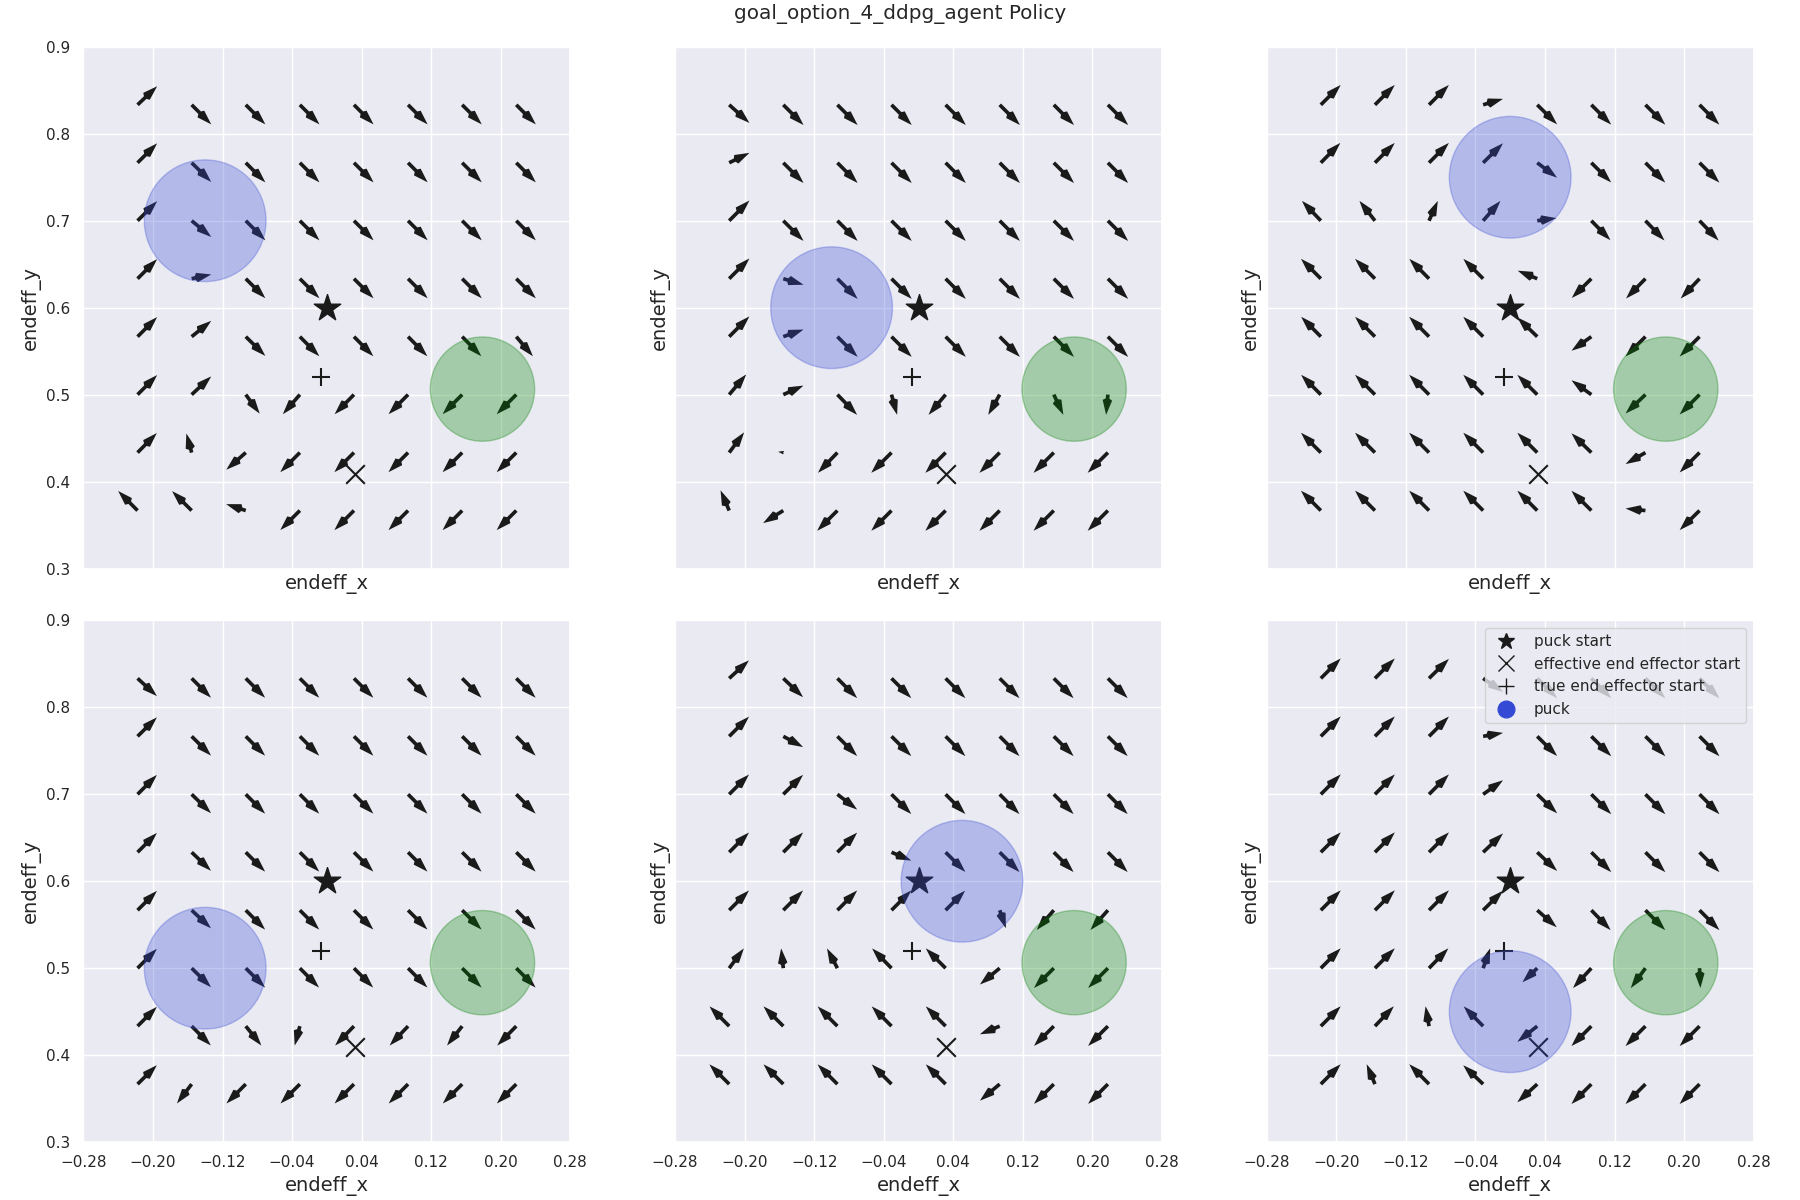 goal_option_4_ddpg_agent Policy
0.9
0.8
0.7
0.6
0.5
0.4
0.3
endeff_y
endeff_x
endeff_y
endeff_x
endeff_y
endeff_x
0.9
0.8
0.7
0.6
0.5
0.4
0.3
endeff_y
−0.28 −0.20 −0.12 −0.04 0.04 0.12 0.20 0.28
endeff_x
endeff_y
−0.28 −0.20 −0.12 −0.04 0.04 0.12 0.20 0.28
endeff_x
puck start
effective end effector start
true end effector start
puck
endeff_y
−0.28 −0.20 −0.12 −0.04 0.04 0.12 0.20 0.28
endeff_x